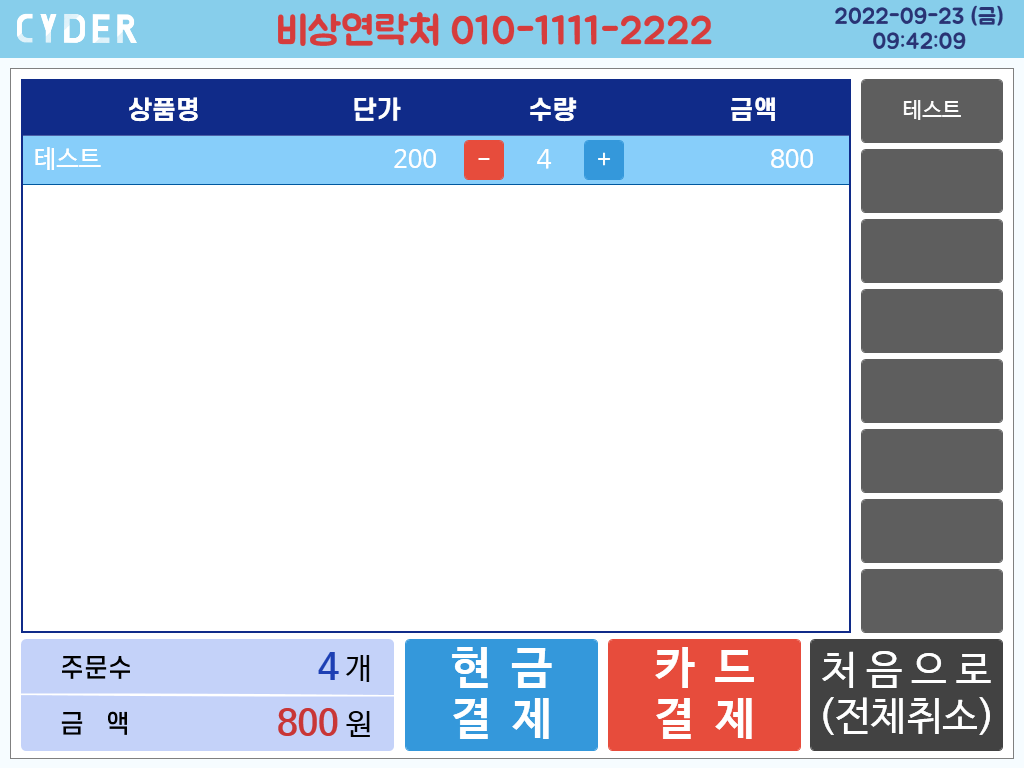 CYDER
비상연락처 010-1111-2222
2022-09-23 (금)
09:42:09
상품명 단가 수량 금액
테스트 200 - 4 + 800
테스트
주문수 4 개
금 액 800 원
현 금
결 제
카 드
결 제
처음으로
(전체취소)